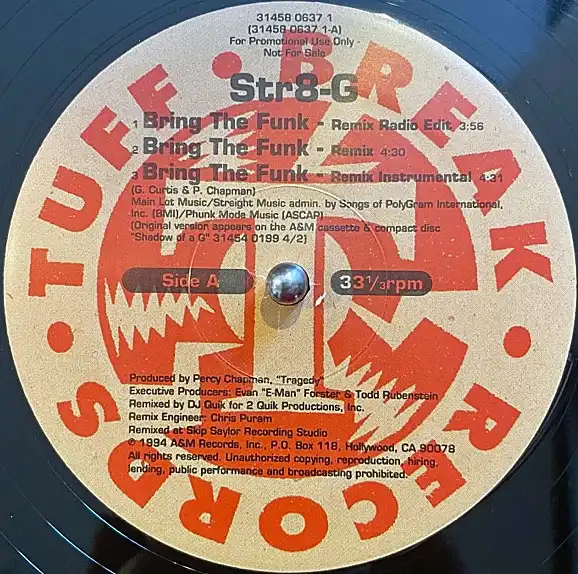 TUFF • BREAK • RECORDS •
31458 0637 1
(31458 0637 1-A)
For Promotional Use Only -
Not For Sale
Str8-G
1 Bring The Funk - Remix Radio Edit 3:56
2 Bring The Funk - Remix 4:30
3 Bring The Funk - Remix Instrumental 4:31
(G. Curtis & P. Chapman)
Main Lot Music/Streight Music admin. by Songs of PolyGram International,
Inc. (BMI)/Phunk Mode Music (ASCAP)
(Original version appears on the A&M cassette & compact disc
"Shadow of a G" 31454 0199 4/2)
Side A
33⅓rpm
Produced by Percy Chapman, "Tragedy"
Executive Producers: Evan "E-Man" Forster & Todd Rubenstein
Remixed by DJ Quik for 2 Quik Productions, Inc.
Remix Engineer: Chris Puram
Remixed at Skip Saylor Recording Studio
℗ 1994 A&M Records, Inc., P.O. Box 118, Hollywood, CA 90078
All rights reserved. Unauthorized copying, reproduction, hiring,
lending, public performance and broadcasting prohibited.